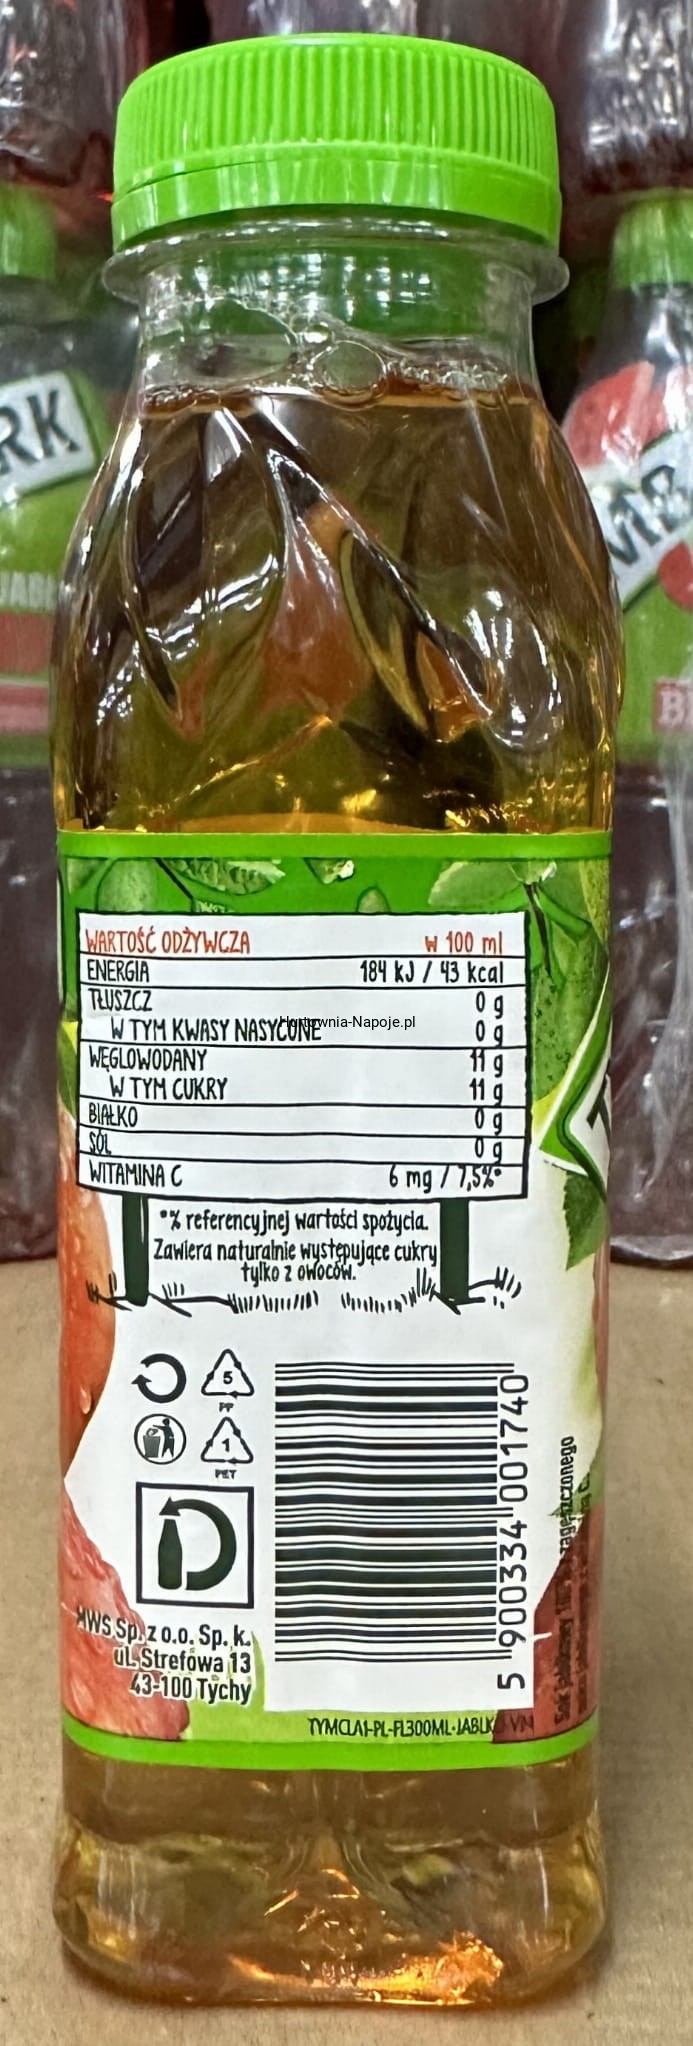 RK
WARTOŚĆ ODŻYWCZA w 100 ml
ENERGIA 184 kJ / 43 kcal
TŁUSZCZ 0 g
W TYM KWASY NASYCONE 0 g
Hurtownia-Napoje.pl
WĘGLOWODANY 11 g
W TYM CUKRY 11 g
BIAŁKO 0 g
SÓL 0 g
WITAMINA C 6 mg / 7,5%*
*% referencyjnej wartości spożycia.
Zawiera naturalnie występujące cukry
tylko z owoców.
5
PP
1
PET
5 900334 001740
MWS Sp. z o.o. Sp. k.
ul. Strefowa 13
43-100 Tychy
TYMCLA1-PL-FL300ML-JABLK